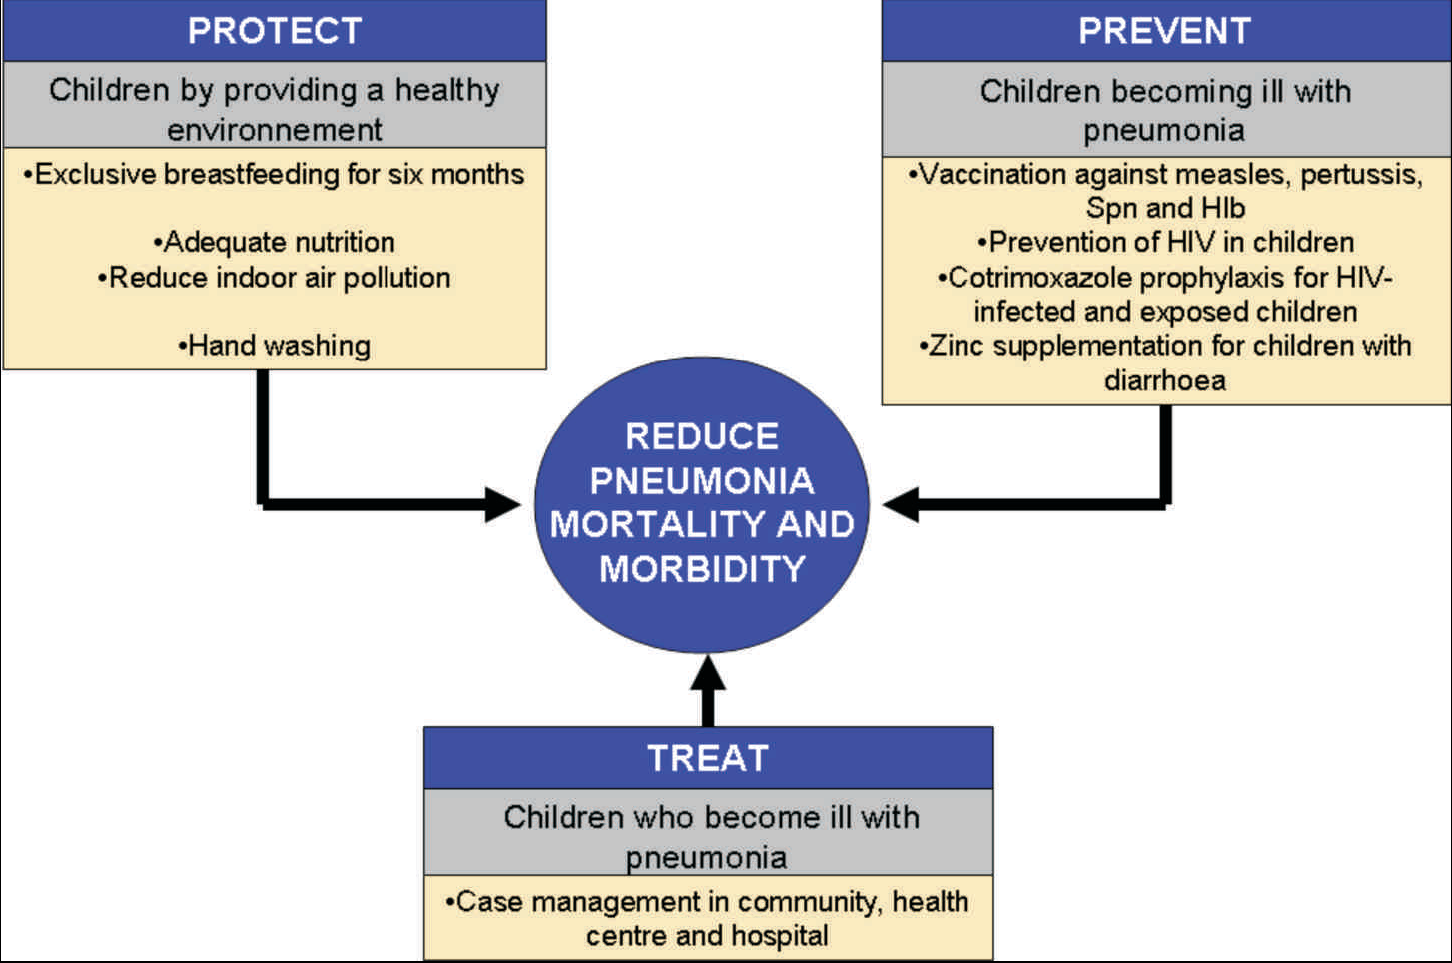 PROTECT
Children by providing a healthy
environnement
•Exclusive breastfeeding for six months
•Adequate nutrition
•Reduce indoor air pollution
•Hand washing
PREVENT
Children becoming ill with
pneumonia
•Vaccination against measles, pertussis,
Spn and HIb
•Prevention of HIV in children
•Cotrimoxazole prophylaxis for HIV-
infected and exposed children
•Zinc supplementation for children with
diarrhoea
REDUCE
PNEUMONIA
MORTALITY AND
MORBIDITY
TREAT
Children who become ill with
pneumonia
•Case management in community, health
centre and hospital